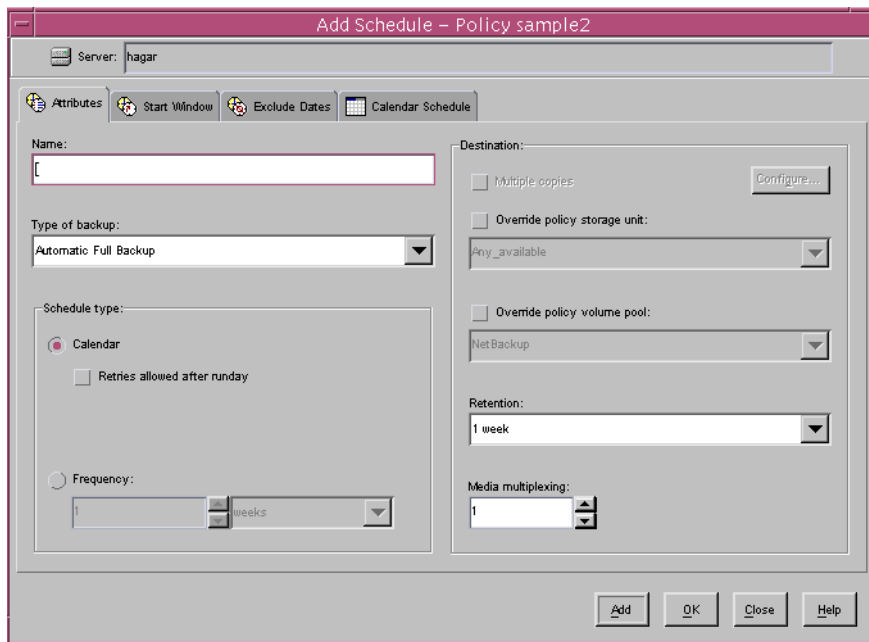 Add Schedule – Policy sample2
Server: hagar
Attributes Start Window Exclude Dates Calendar Schedule
Name:
Type of backup:
Automatic Full Backup
Schedule type:
Calendar
Retries allowed after runday
Frequency:
1 weeks
Destination:
Multiple copies Configure...
Override policy storage unit:
Any_available
Override policy volume pool:
NetBackup
Retention:
1 week
Media multiplexing:
1
Add OK Close Help